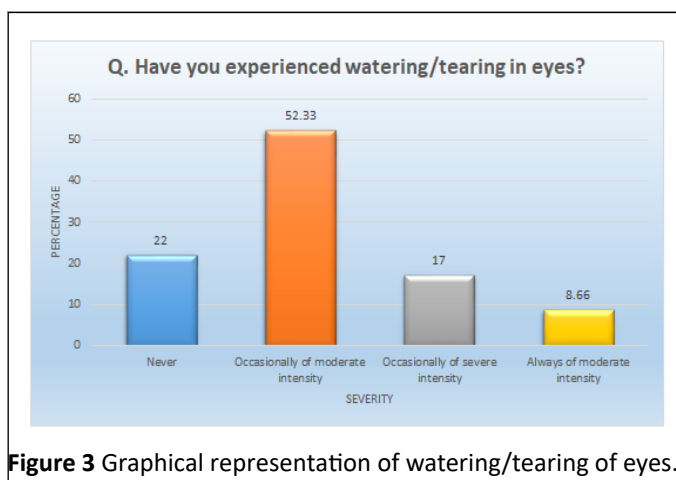 Q. Have you experienced watering/tearing in eyes?
60
50
40
30
20
10
0
PERCENTAGE
22
52.33
17
8.66
Never
Occasionally of moderate
intensity
Occasionally of severe
intensity
Always of moderate
intensity
SEVERITY
Figure 3 Graphical representation of watering/tearing of eyes.